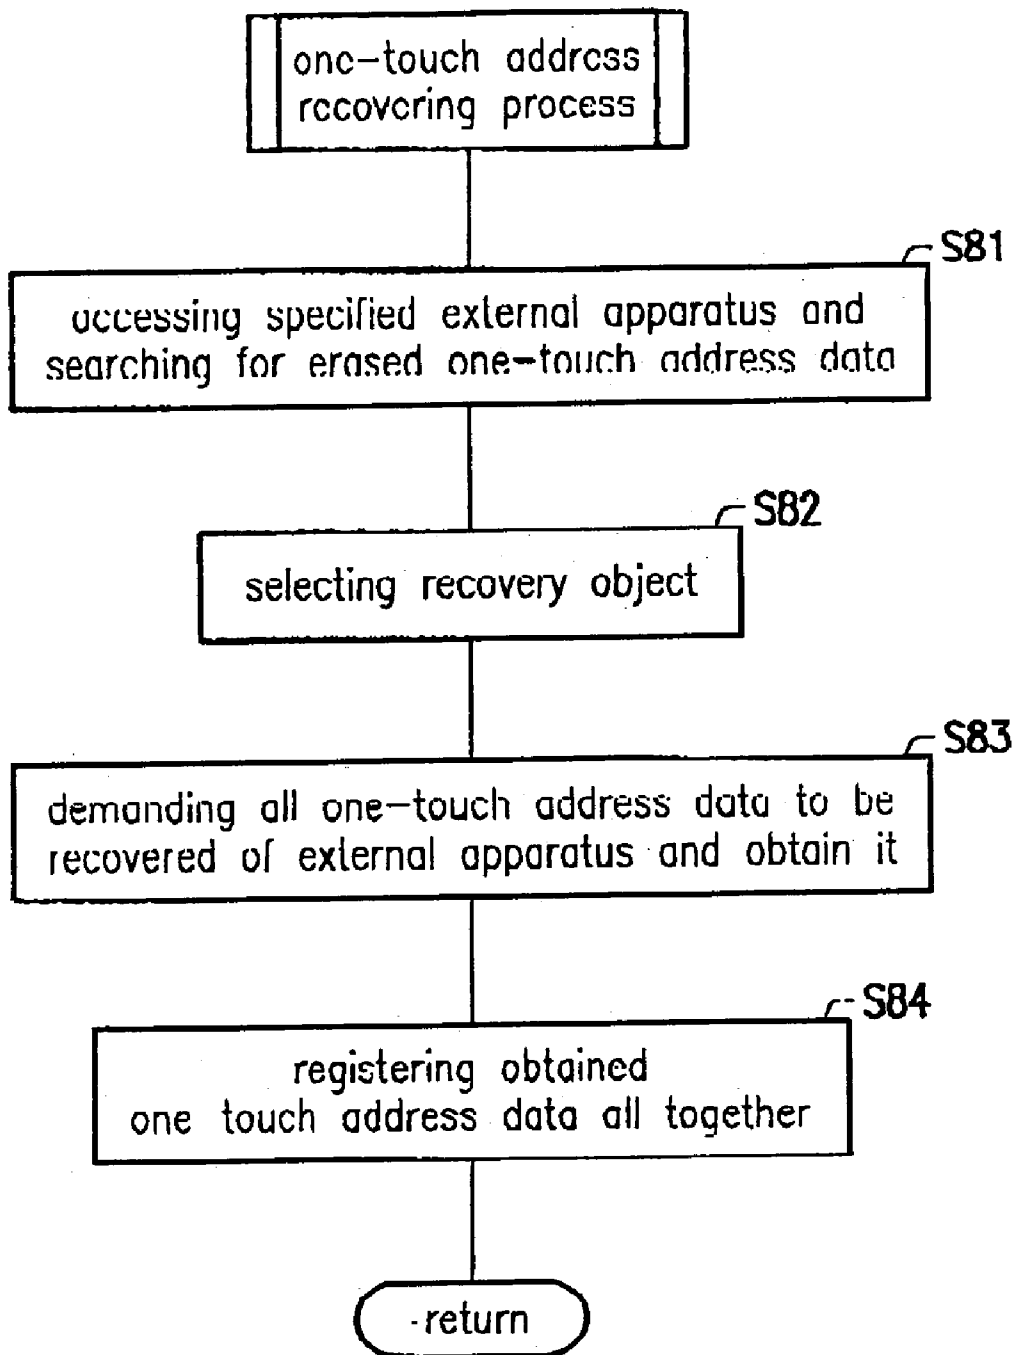 one-touch address
recovering process
S81
accessing specified external apparatus and
searching for erased one-touch address data
S82
selecting recovery object
S83
demanding all one-touch address data to be
recovered of external apparatus and obtain it
S84
registering obtained
one touch address data all together
return